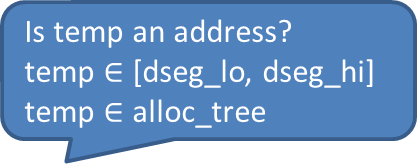 Is temp an address?
temp ∈ [dseg_lo, dseg_hi]
temp ∈ alloc_tree